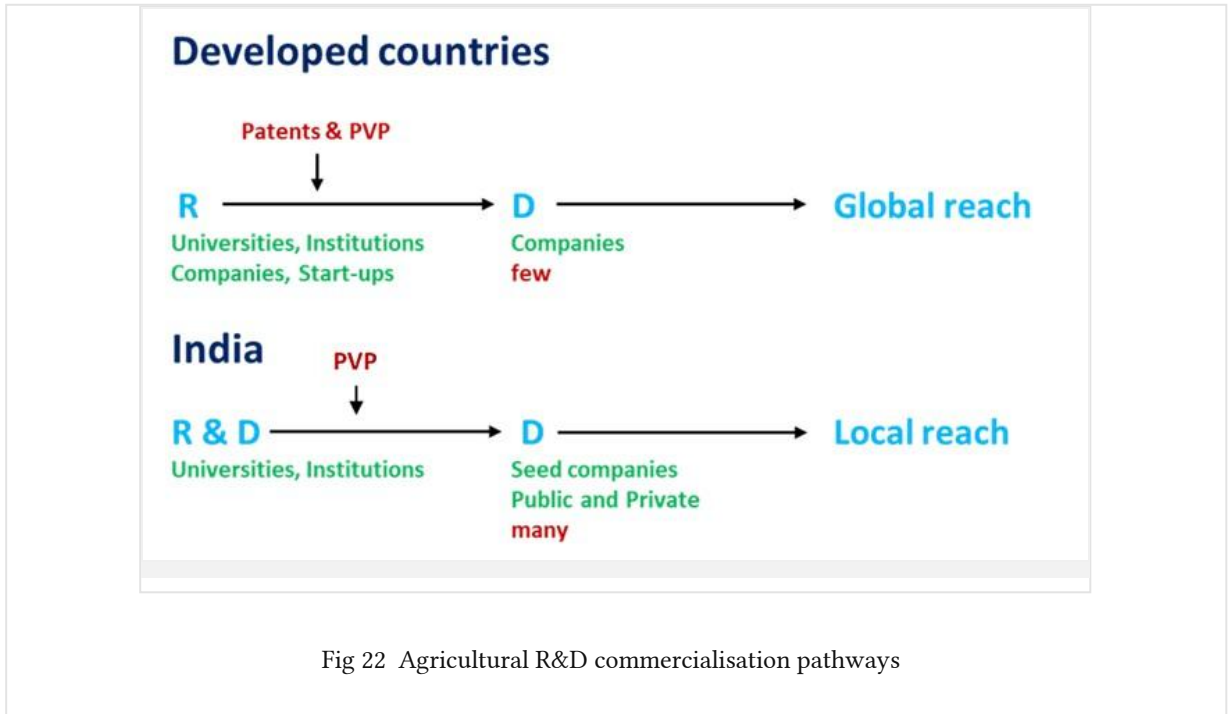 Developed countries
Patents & PVP
R D Global reach
Universities, Institutions Companies
Companies, Start-ups few
India
PVP
R & D D Local reach
Universities, Institutions Seed companies
Public and Private
many
Fig 22 Agricultural R&D commercialisation pathways